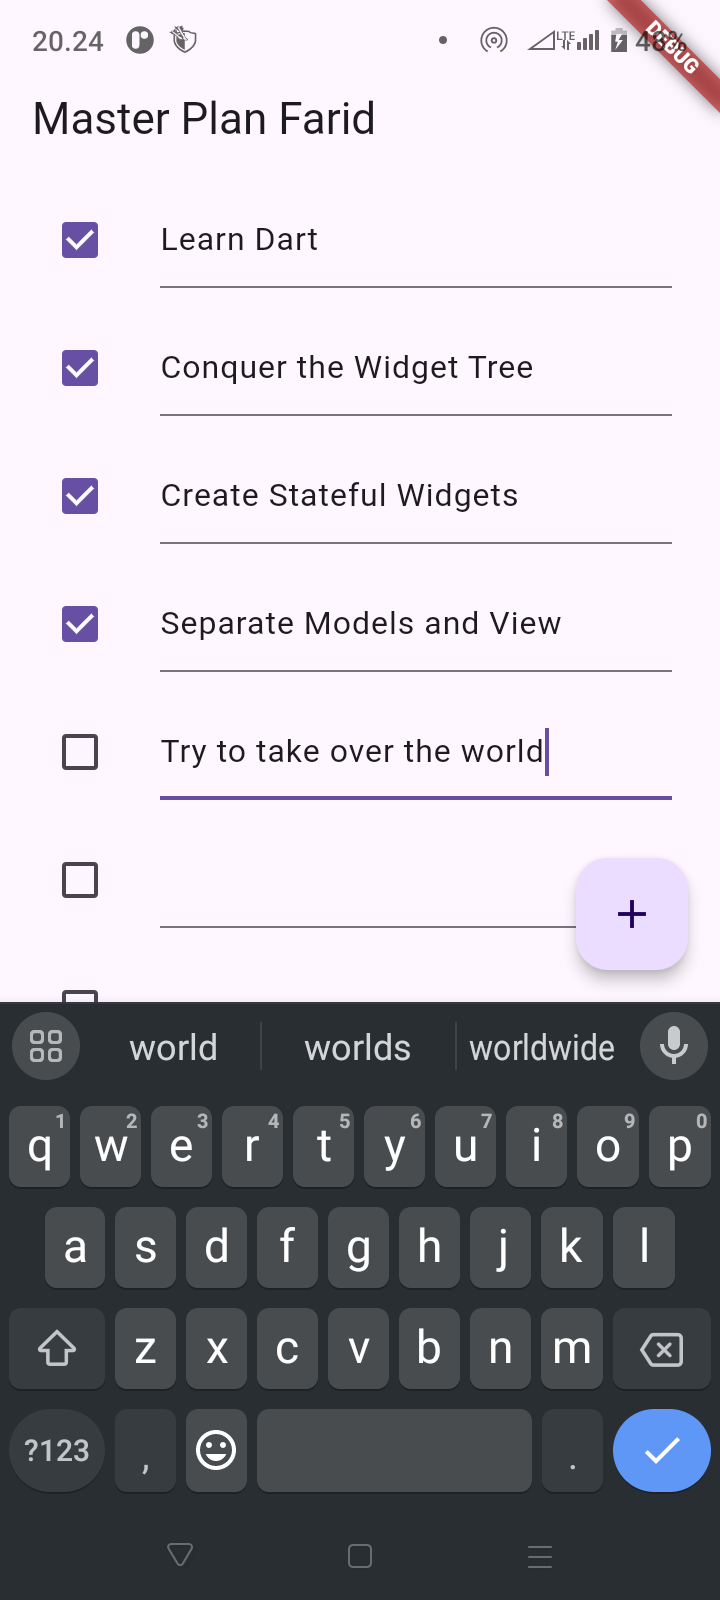 20.24
LTE
48%
DEBUG
Master Plan Farid
Learn Dart
Conquer the Widget Tree
Create Stateful Widgets
Separate Models and View
Try to take over the world
+
world worlds worldwide
1 2 3 4 5 6 7 8 9 0
q w e r t y u i o p
a s d f g h j k l
z x c v b n m
?123 , .